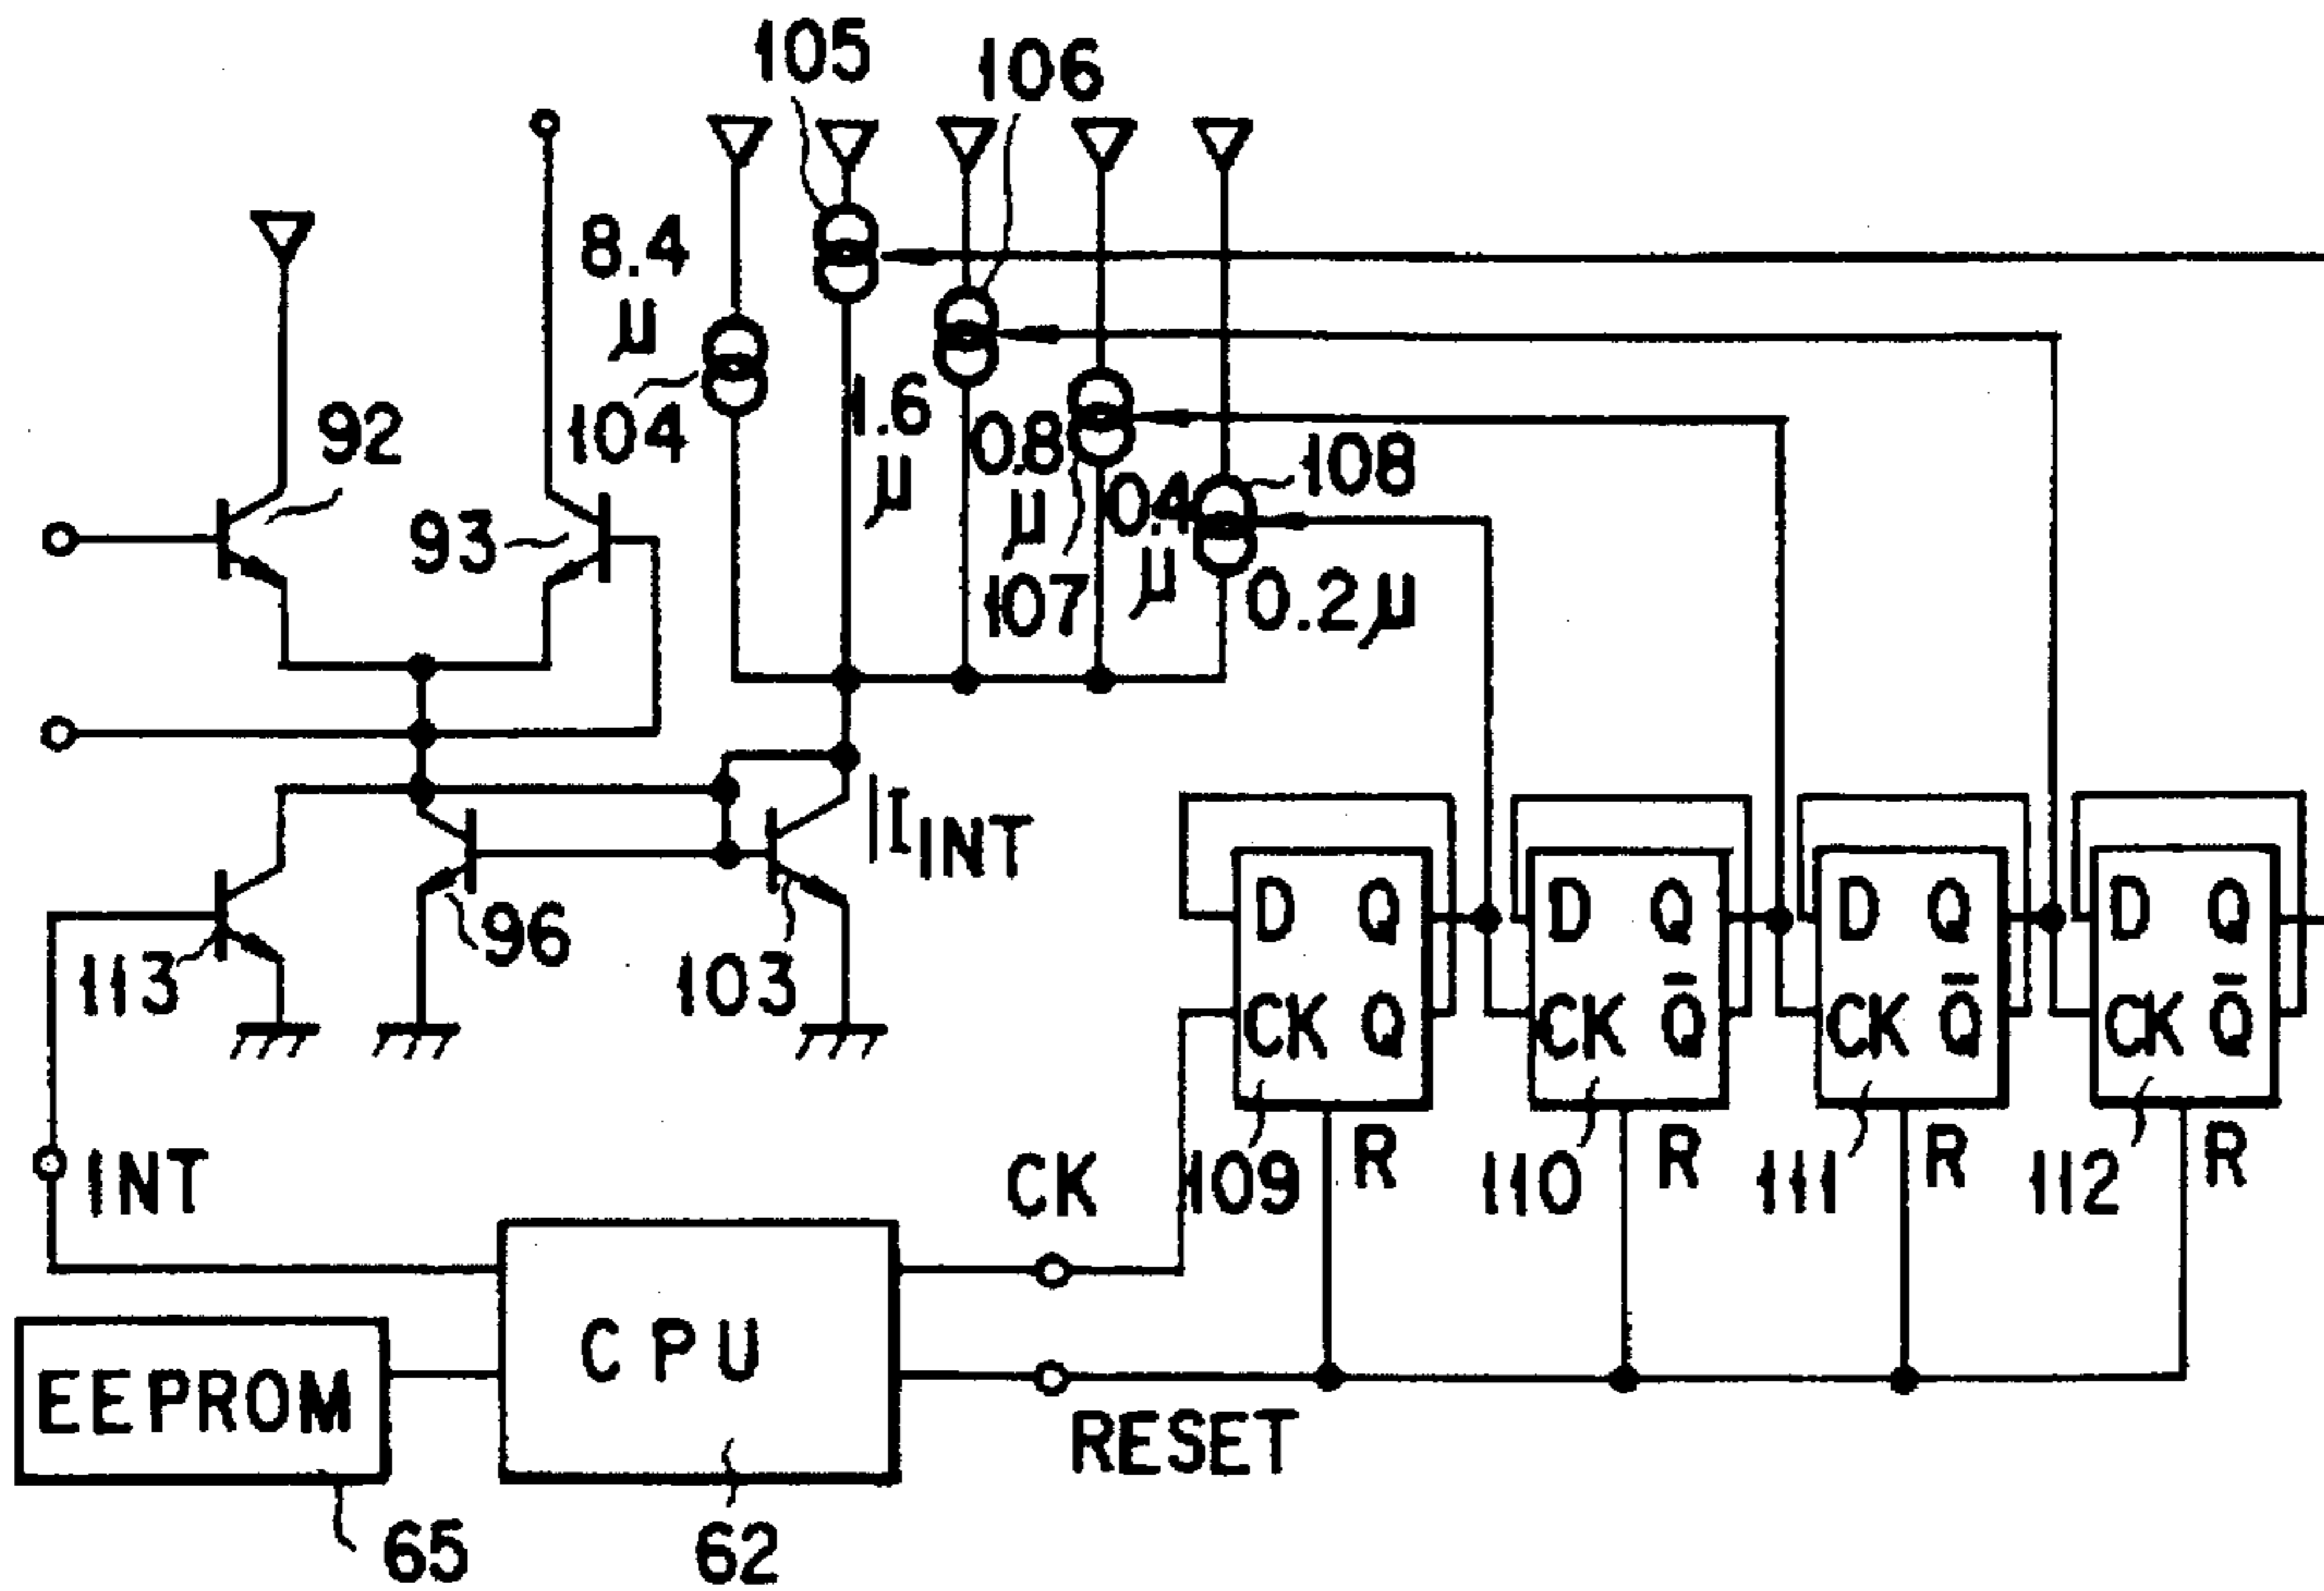 105
106
8.4
µ
92
104
1.6
µ
0.8
µ
108
93
0.4
µ
107
0.2µ
IINT
D Q
D Q
D Q
D Q
96
113
103
CK Q
CK Q̅
CK Q̅
CK Q̅
INT
CK
109
R
110
R
111
R
112
R
CPU
EEPROM
RESET
65
62